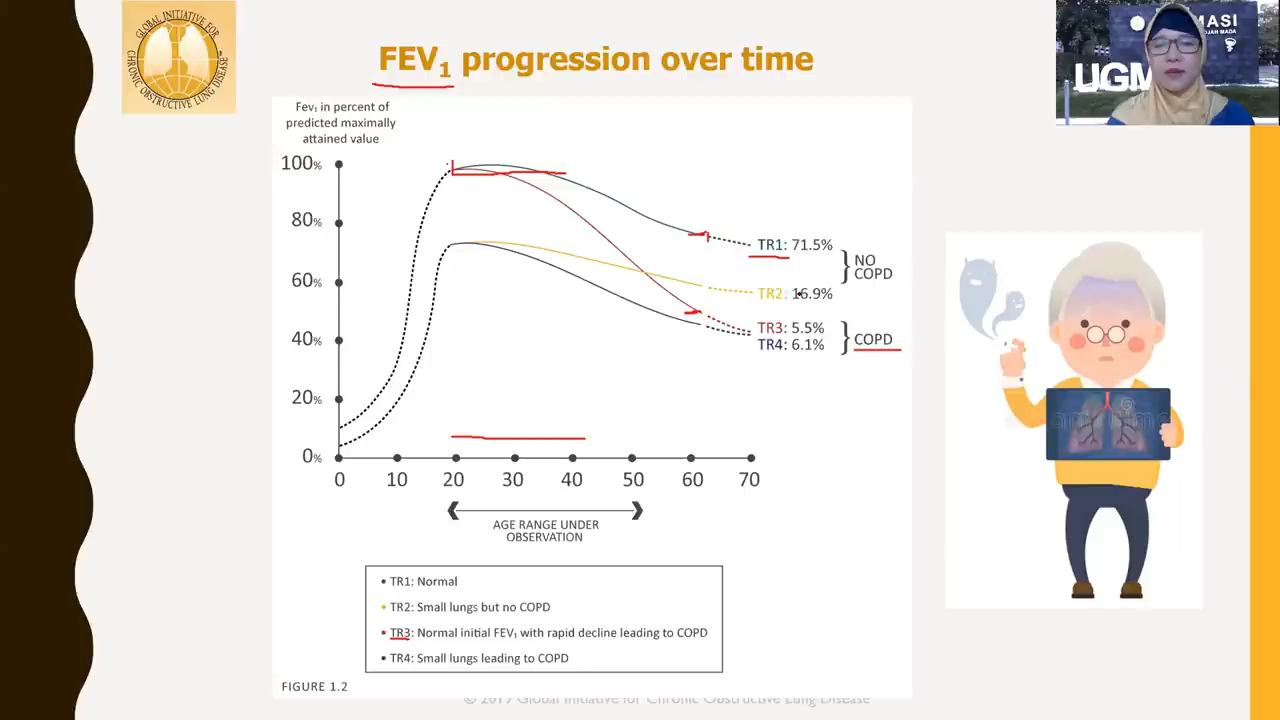 GLOBAL INITIATIVE FOR
CHRONIC OBSTRUCTIVE LUNG DISEASE
FEV1 progression over time
MASI
JAH MADA
UGM
Fev₁ in percent of
predicted maximally
attained value
100%
80%
60%
40%
20%
0%
TR1: 71.5%
TR2: 16.9%
NO
COPD
TR3: 5.5%
TR4: 6.1%
COPD
0 10 20 30 40 50 60 70
AGE RANGE UNDER
OBSERVATION
• TR1: Normal
• TR2: Small lungs but no COPD
• TR3: Normal initial FEV₁ with rapid decline leading to COPD
• TR4: Small lungs leading to COPD
FIGURE 1.2
© 2019 Global Initiative for Chronic Obstructive Lung Disease